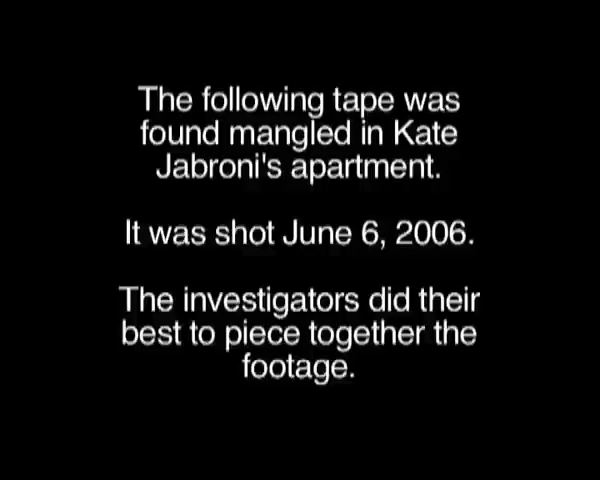 The following tape was
found mangled in Kate
Jabroni's apartment.
It was shot June 6, 2006.
The investigators did their
best to piece together the
footage.